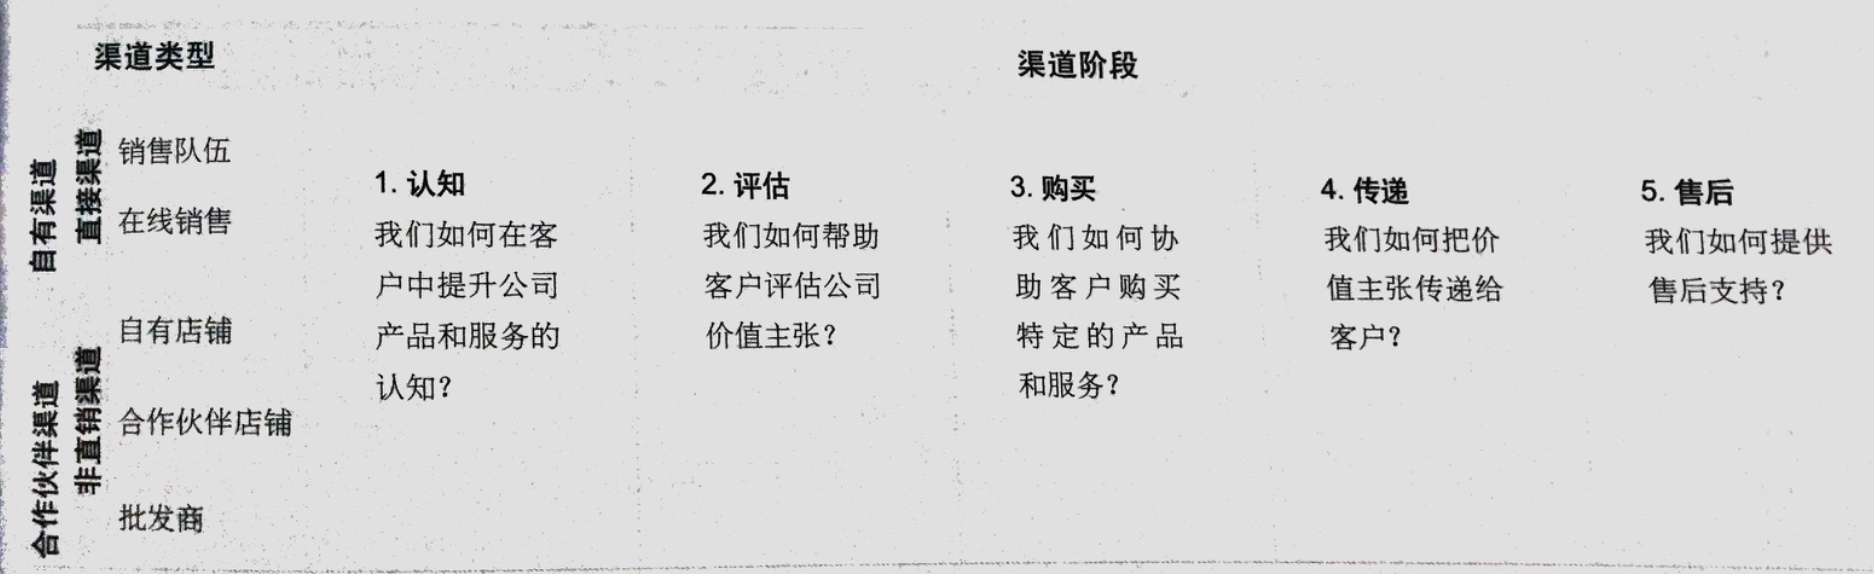 渠道类型
渠道阶段
自有渠道
直接渠道
销售队伍
在线销售
自有店铺
合作伙伴渠道
非直销渠道
合作伙伴店铺
批发商
1. 认知
我们如何在客
户中提升公司
产品和服务的
认知？
2. 评估
我们如何帮助
客户评估公司
价值主张？
3. 购买
我们如何协
助客户购买
特定的产品
和服务？
4. 传递
我们如何把价
值主张传递给
客户？
5. 售后
我们如何提供
售后支持？